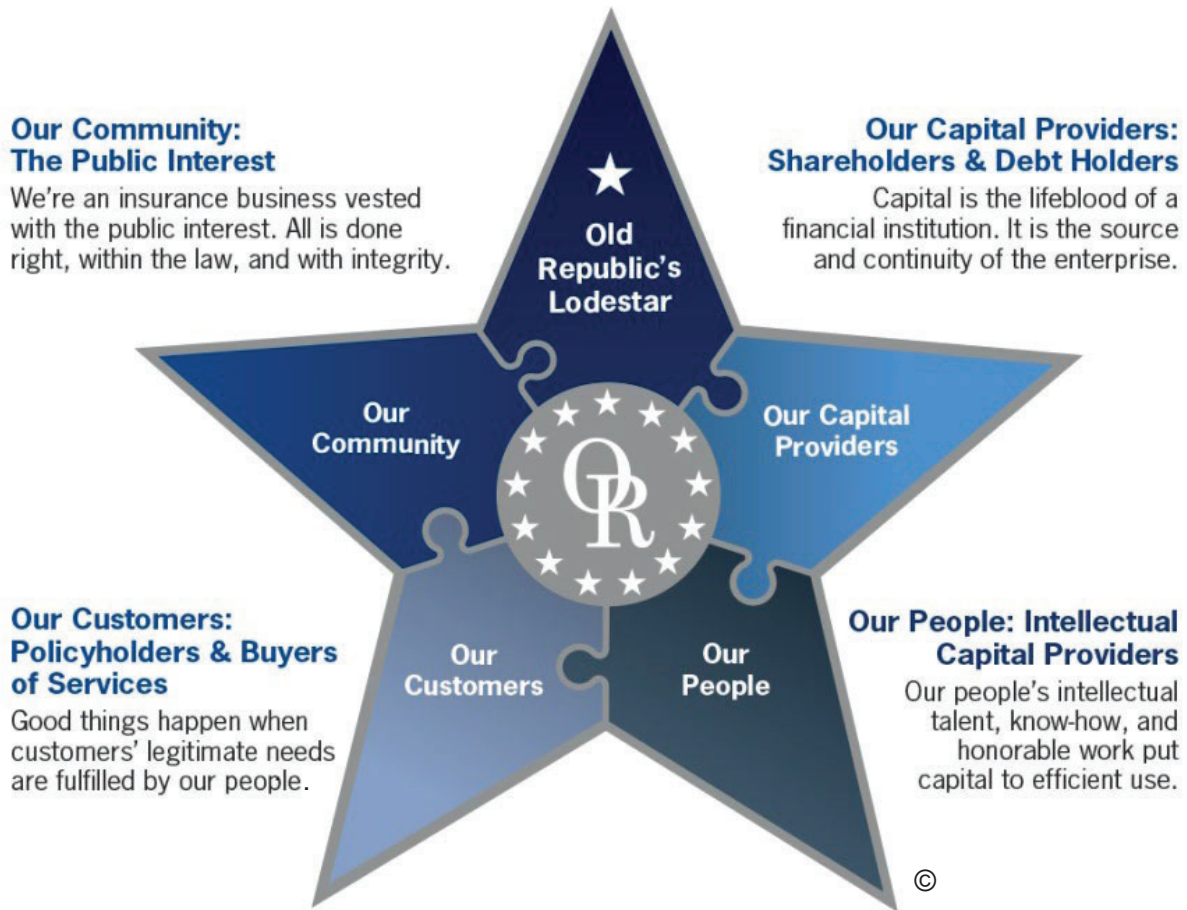 Our Community:
The Public Interest
We’re an insurance business vested
with the public interest. All is done
right, within the law, and with integrity.
Our Capital Providers:
Shareholders & Debt Holders
Capital is the lifeblood of a
financial institution. It is the source
and continuity of the enterprise.
Old
Republic’s
Lodestar
Our
Community
Our Capital
Providers
OR
Our
Customers
Our
People
Our Customers:
Policyholders & Buyers
of Services
Good things happen when
customers’ legitimate needs
are fulfilled by our people.
Our People: Intellectual
Capital Providers
Our people’s intellectual
talent, know-how, and
honorable work put
capital to efficient use.
©